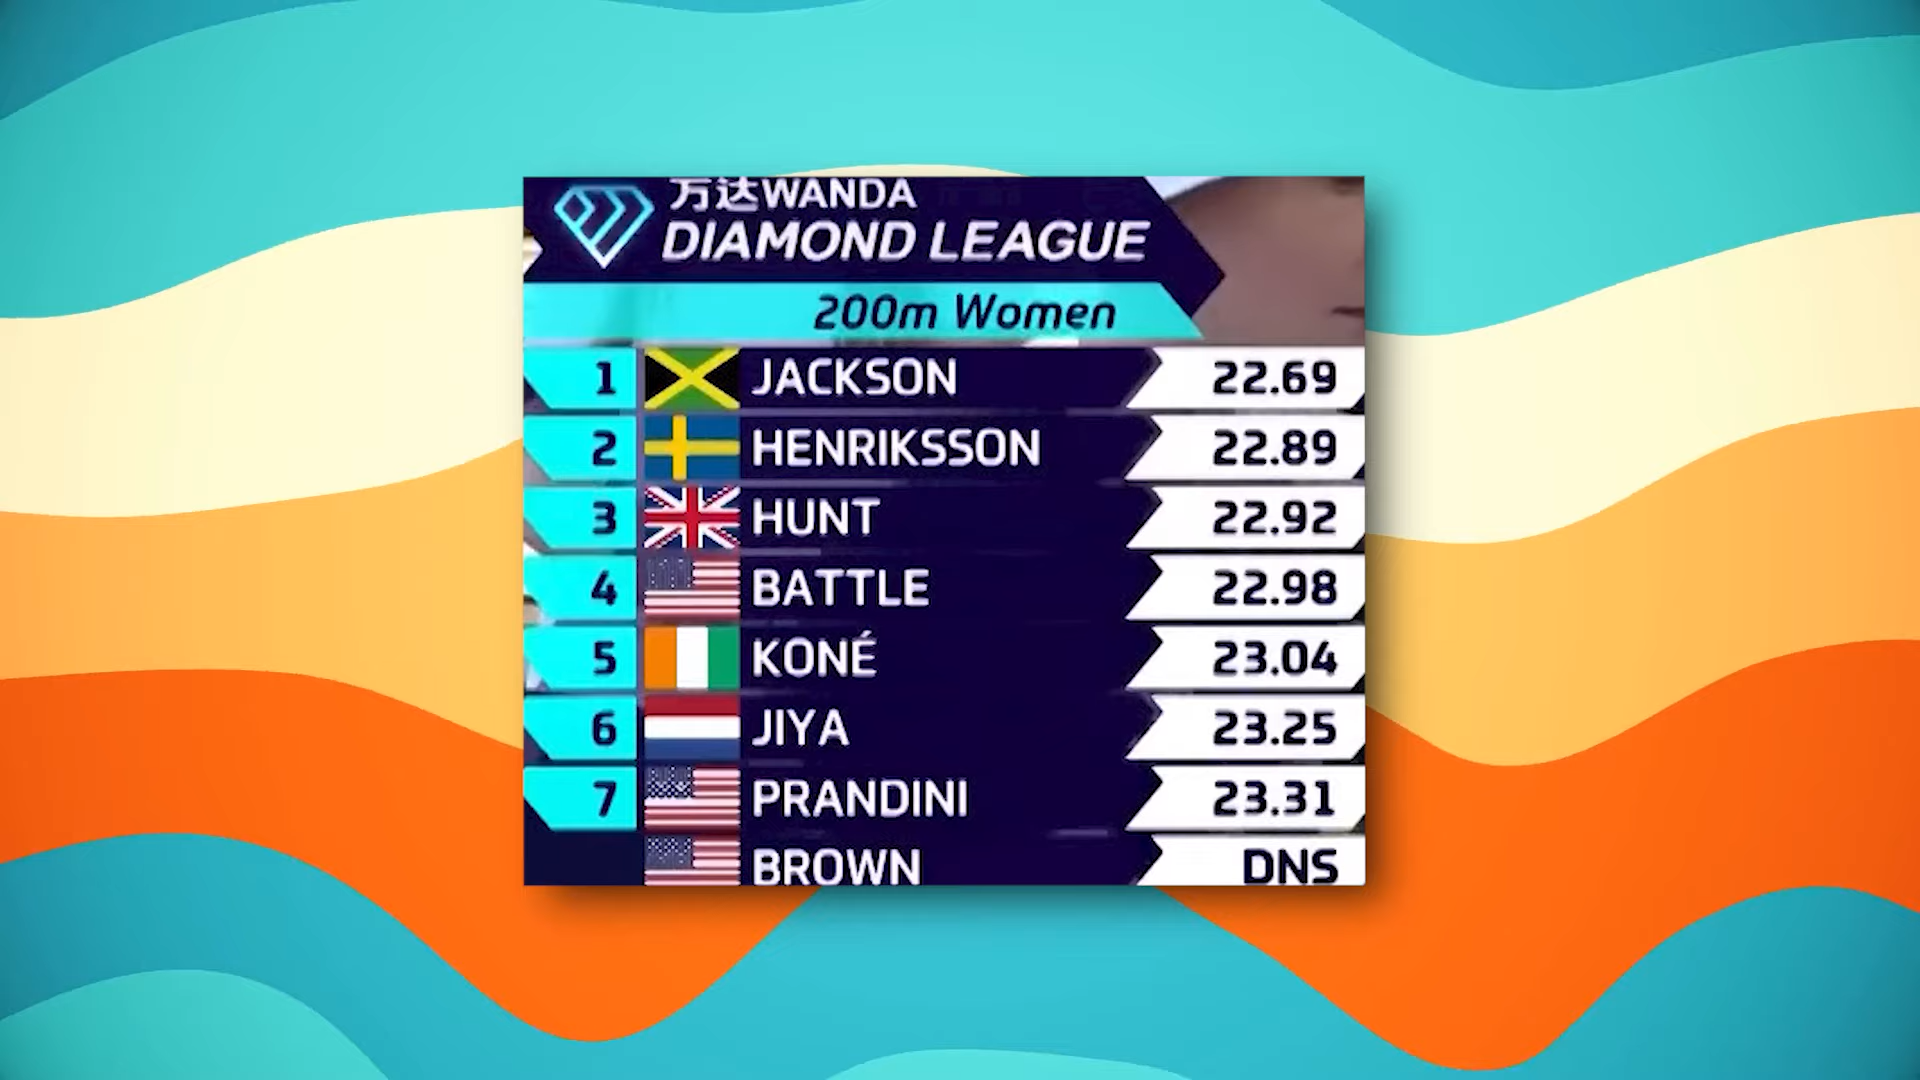 万达WANDA
DIAMOND LEAGUE
200m Women
1 JACKSON 22.69
2 HENRIKSSON 22.89
3 HUNT 22.92
4 BATTLE 22.98
5 KONÉ 23.04
6 JIYA 23.25
7 PRANDINI 23.31
BROWN DNS